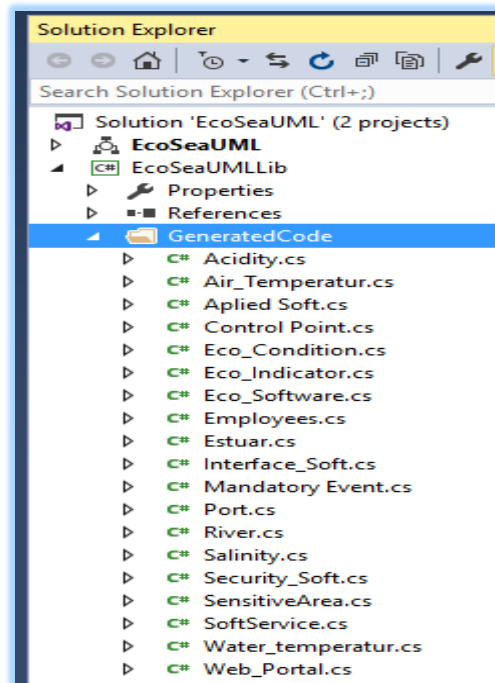 Solution Explorer
Search Solution Explorer (Ctrl+;)
Solution 'EcoSeaUML' (2 projects)
EcoSeaUML
C# EcoSeaUMLLib
Properties
References
GeneratedCode
C# Acidity.cs
C# Air_Temperatur.cs
C# Aplied Soft.cs
C# Control Point.cs
C# Eco_Condition.cs
C# Eco_Indicator.cs
C# Eco_Software.cs
C# Employees.cs
C# Estuar.cs
C# Interface_Soft.cs
C# Mandatory Event.cs
C# Port.cs
C# River.cs
C# Salinity.cs
C# Security_Soft.cs
C# SensitiveArea.cs
C# SoftService.cs
C# Water_temperatur.cs
C# Web_Portal.cs